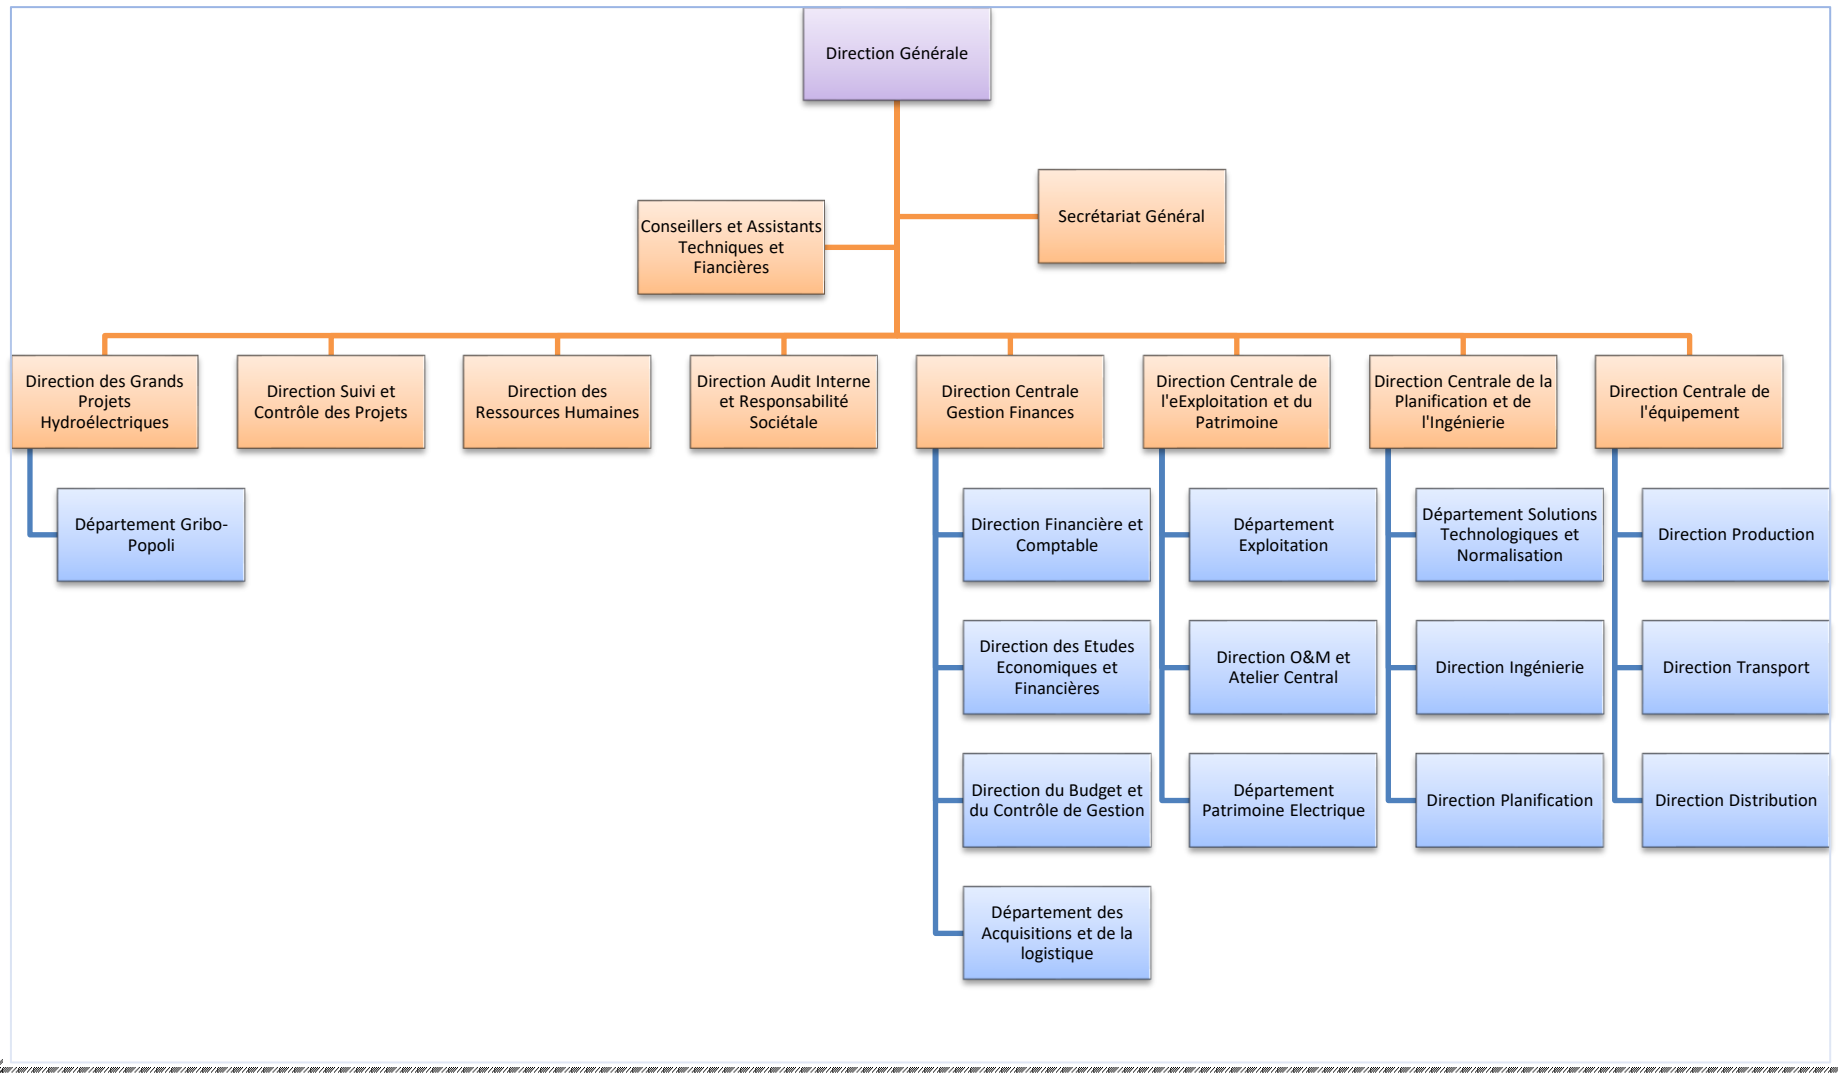 Direction Générale
Secrétariat Général
Conseillers et Assistants
Techniques et
Fiancières
Direction des Grands
Projets
Hydroélectriques
Direction Suivi et
Contrôle des Projets
Direction des
Ressources Humaines
Direction Audit Interne
et Responsabilité
Sociétale
Direction Centrale
Gestion Finances
Direction Centrale de
l'eExploitation et du
Patrimoine
Direction Centrale de la
Planification et de
l'Ingénierie
Direction Centrale de
l'équipement
Département Gribo-
Popoli
Direction Financière et
Comptable
Direction des Etudes
Economiques et
Financières
Direction du Budget et
du Contrôle de Gestion
Département des
Acquisitions et de la
logistique
Département
Exploitation
Direction O&M et
Atelier Central
Département
Patrimoine Electrique
Département Solutions
Technologiques et
Normalisation
Direction Ingénierie
Direction Planification
Direction Production
Direction Transport
Direction Distribution